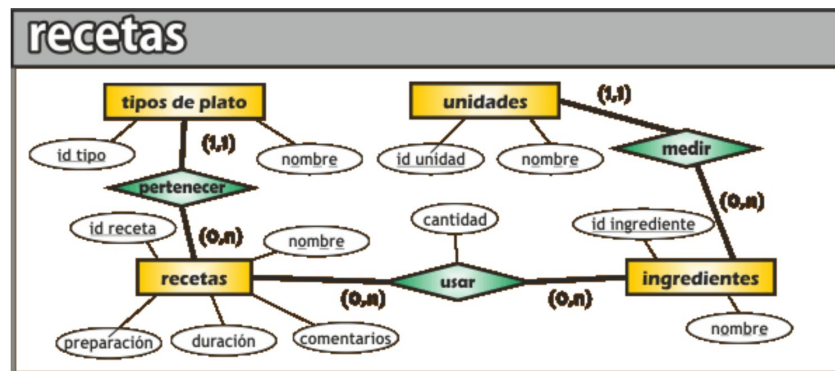 recetas
tipos de plato
unidades
(1,1)
(1,1)
id tipo
nombre
id unidad
nombre
medir
pertenecer
id receta
(0,n)
nombre
cantidad
id ingrediente
(0,n)
recetas
usar
ingredientes
(0,n)
(0,n)
preparación
duración
comentarios
nombre